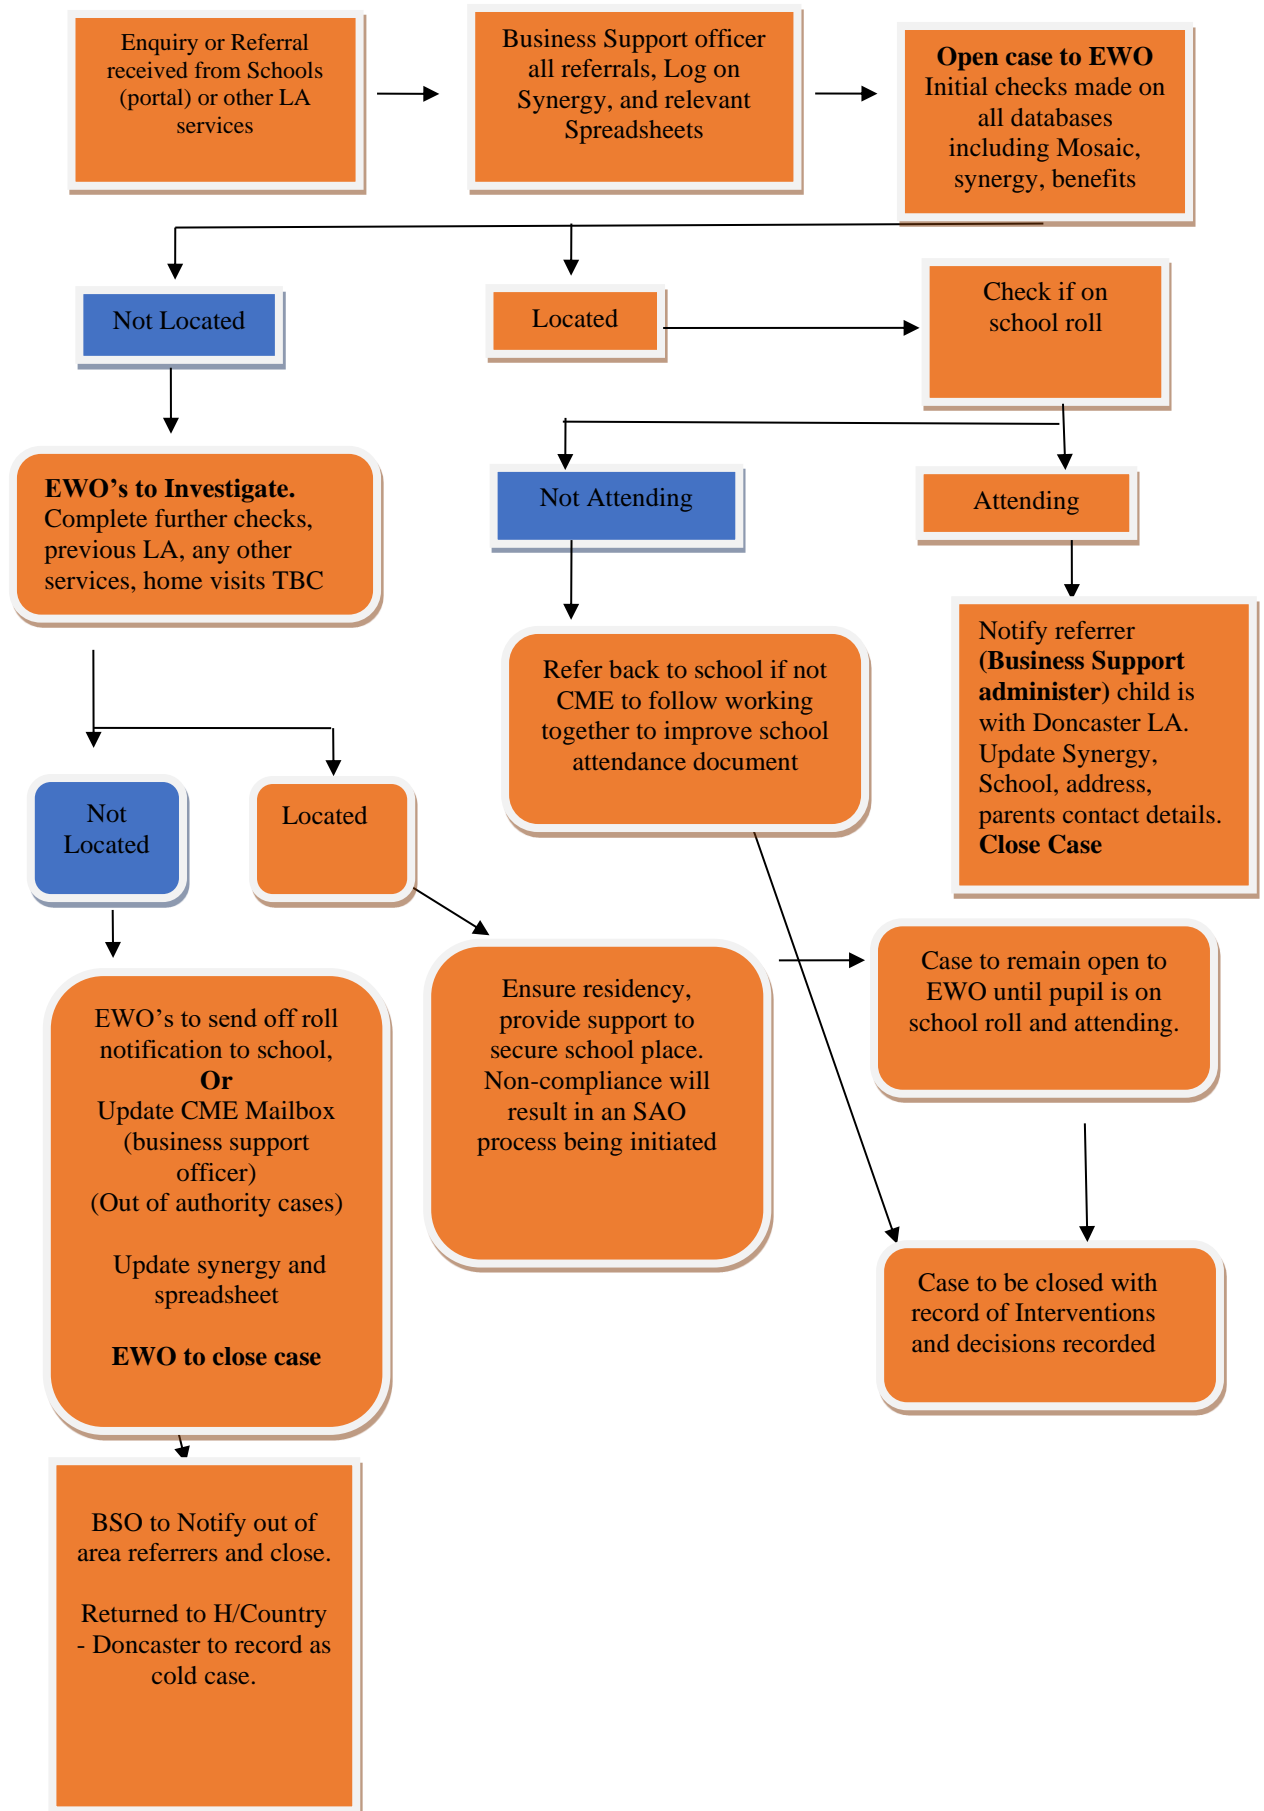 Enquiry or Referral
received from Schools
(portal) or other LA
services
Business Support officer
all referrals, Log on
Synergy, and relevant
Spreadsheets
Open case to EWO
Initial checks made on
all databases
including Mosaic,
synergy, benefits
Not Located
Located
Check if on
school roll
EWO’s to Investigate.
Complete further checks,
previous LA, any other
services, home visits TBC
Not Attending
Attending
Refer back to school if not
CME to follow working
together to improve school
attendance document
Notify referrer
(Business Support
administer) child is
with Doncaster LA.
Update Synergy,
School, address,
parents contact details.
Close Case
Not
Located
Located
EWO’s to send off roll
notification to school,
Or
Update CME Mailbox
(business support
officer)
(Out of authority cases)
Update synergy and
spreadsheet
EWO to close case
Ensure residency,
provide support to
secure school place.
Non-compliance will
result in an SAO
process being initiated
Case to remain open to
EWO until pupil is on
school roll and attending.
Case to be closed with
record of Interventions
and decisions recorded
BSO to Notify out of
area referrers and close.
Returned to H/Country
- Doncaster to record as
cold case.